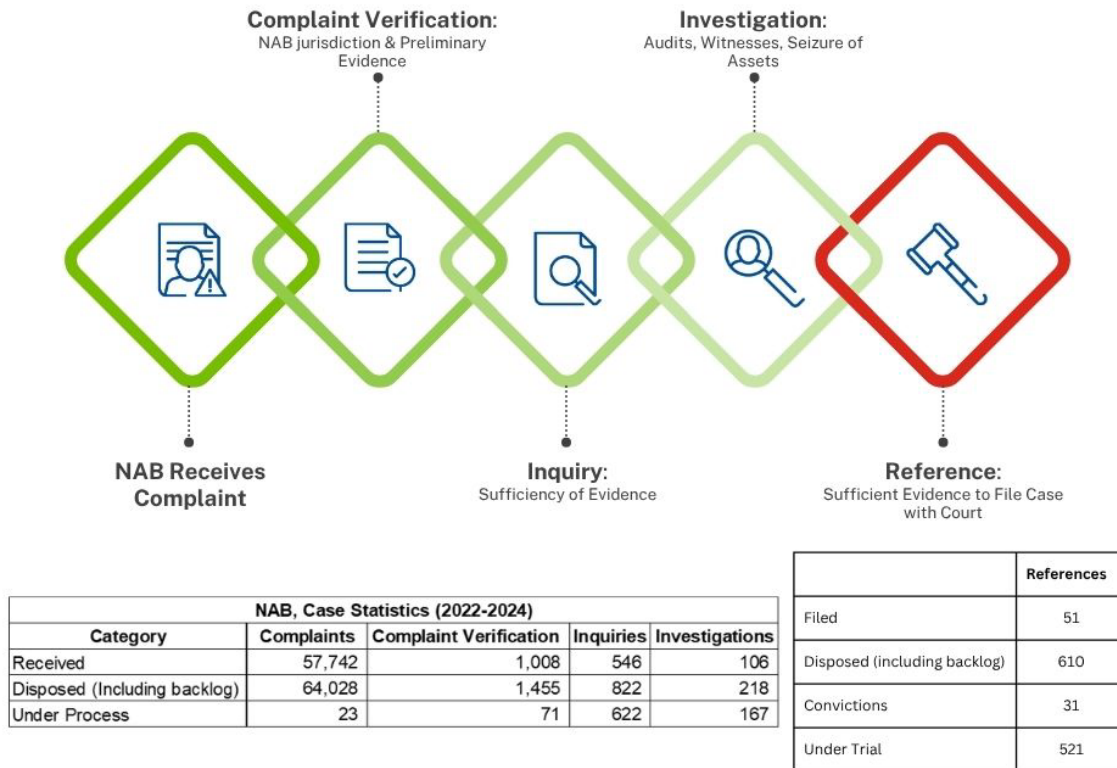 Complaint Verification:
NAB jurisdiction & Preliminary
Evidence
Investigation:
Audits, Witnesses, Seizure of
Assets
NAB Receives
Complaint
Inquiry:
Sufficiency of Evidence
Reference:
Sufficient Evidence to File Case
with Court
NAB, Case Statistics (2022-2024)
Category Complaints Complaint Verification Inquiries Investigations
Received 57,742 1,008 546 106
Disposed (Including backlog) 64,028 1,455 822 218
Under Process 23 71 622 167
References
Filed 51
Disposed (including backlog) 610
Convictions 31
Under Trial 521